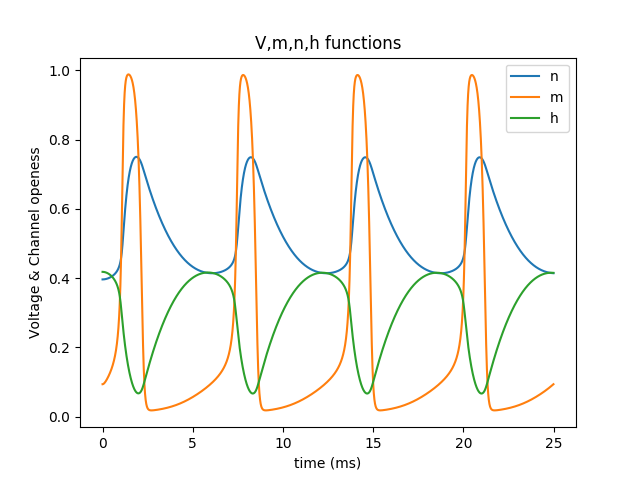 V,m,n,h functions
n
m
h
Voltage & Channel openess
1.0
0.8
0.6
0.4
0.2
0.0
0 5 10 15 20 25
time (ms)